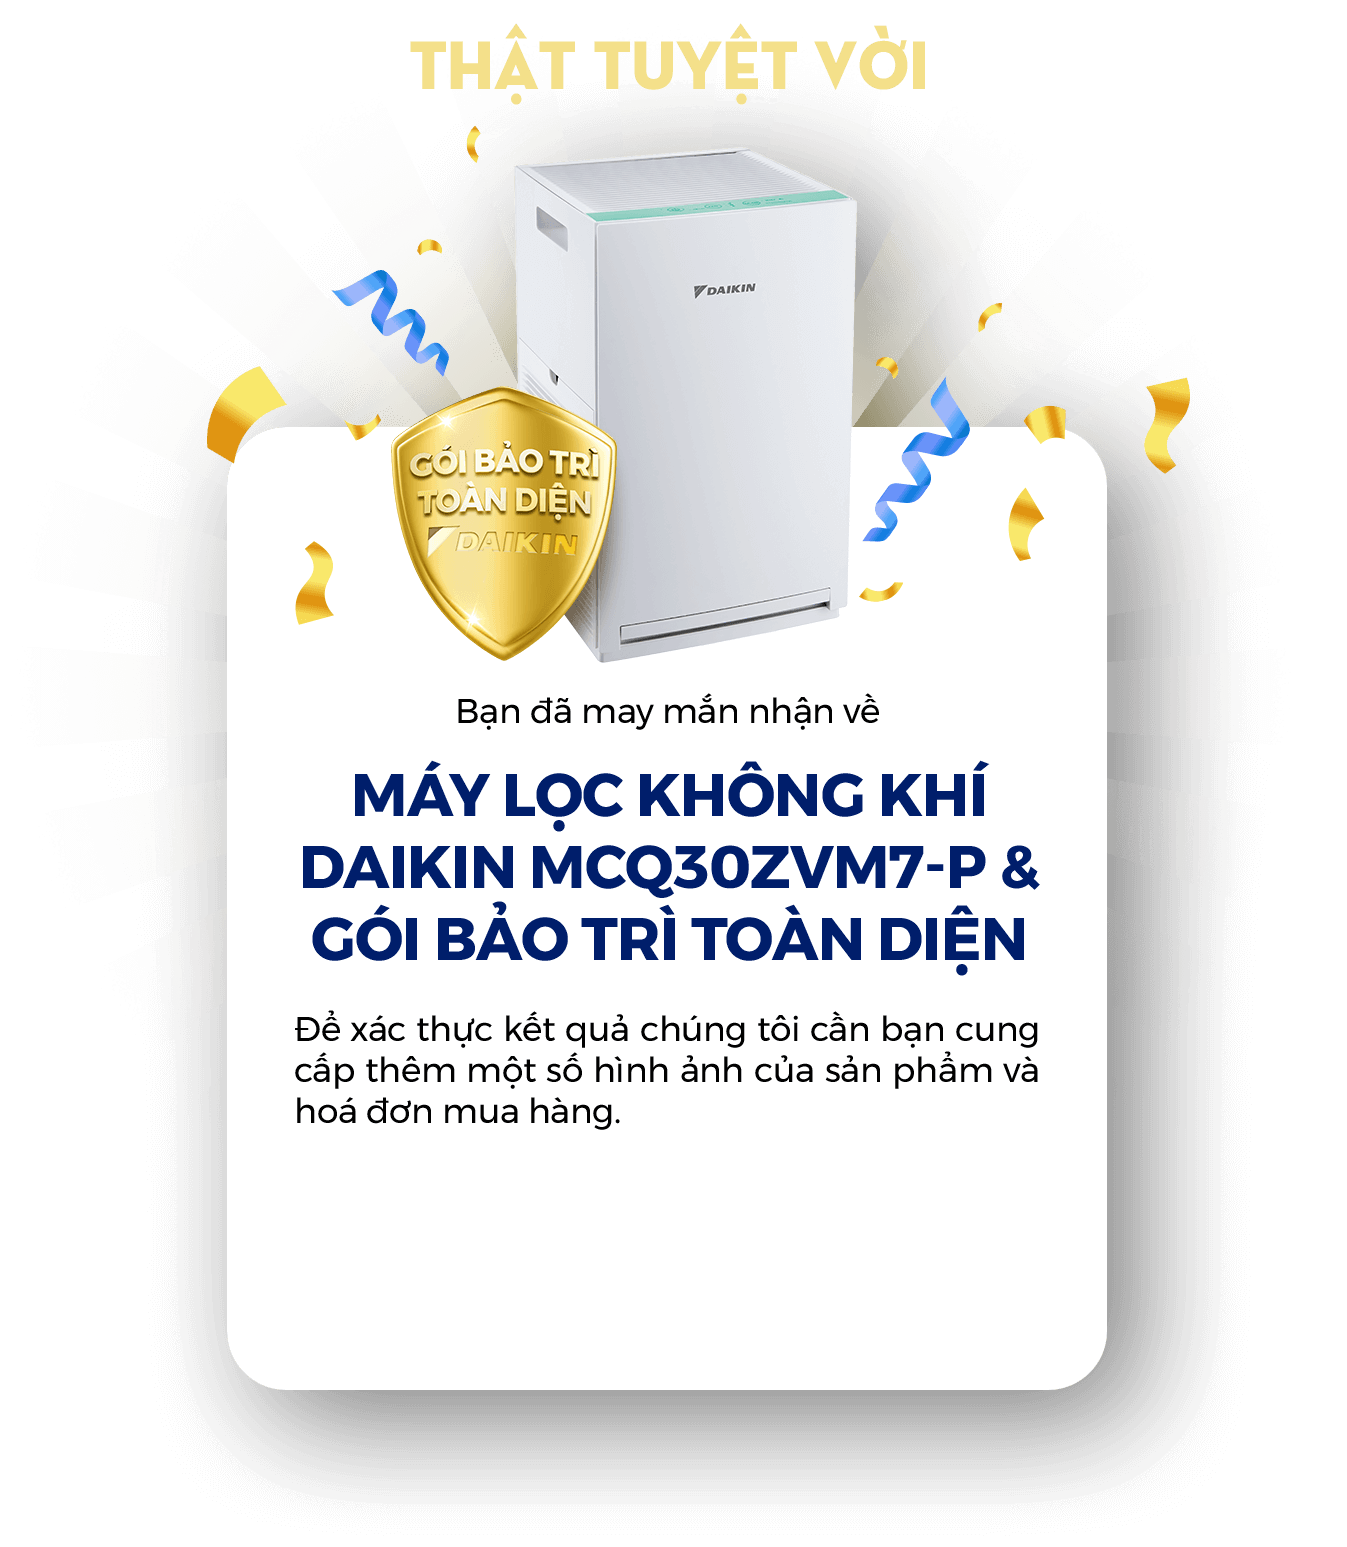 THẬT TUYỆT VỜI
DAIKIN
GÓI BẢO TRÌ
TOÀN DIỆN
DAIKIN
Bạn đã may mắn nhận về
MÁY LỌC KHÔNG KHÍ
DAIKIN MCQ30ZVM7-P &
GÓI BẢO TRÌ TOÀN DIỆN
Để xác thực kết quả chúng tôi cần bạn cung
cấp thêm một số hình ảnh của sản phẩm và
hoá đơn mua hàng.